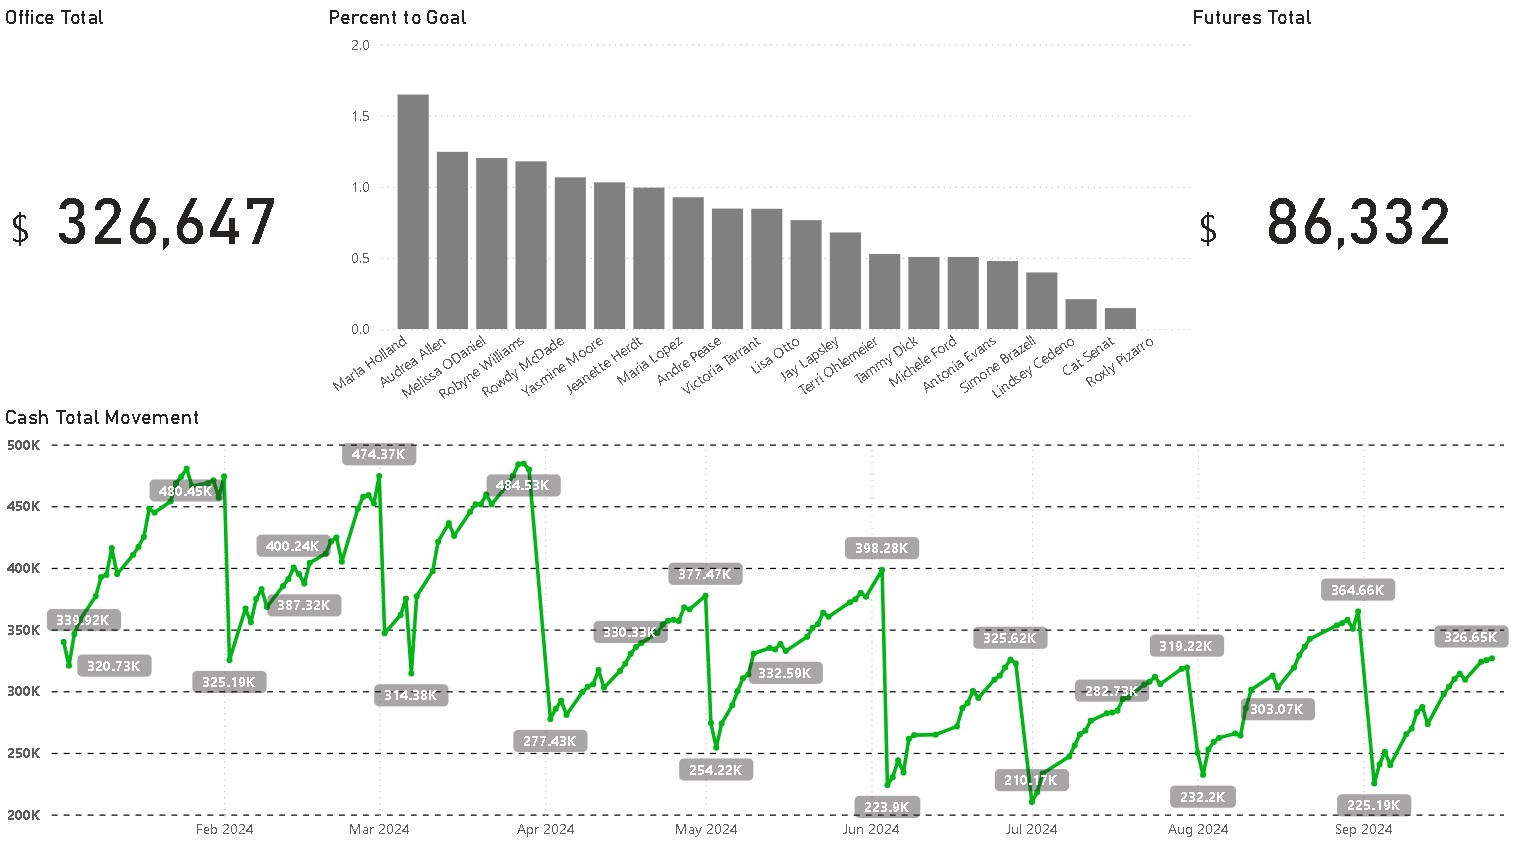 Office Total
Percent to Goal
Futures Total
2.0
1.5
1.0
0.5
0.0
$ 326,647
$ 86,332
Marla Holland
Audrea Allen
Melissa ODaniel
Robyne Williams
Rowdy McDade
Yasmine Moore
Jeanette Herdt
Maria Lopez
Andre Pease
Victoria Tarrant
Lisa Otto
Jay Lapsley
Terri Ohlemeier
Tammy Dick
Michele Ford
Antonia Evans
Simone Brazell
Lindsey Cedeno
Cat Senat
Roxly Pizarro
Cash Total Movement
500K
450K
400K
350K
300K
250K
200K
339.92K
320.73K
480.45K
325.19K
400.24K
387.32K
474.37K
314.38K
484.53K
277.43K
330.33K
377.47K
254.22K
332.59K
398.28K
223.9K
325.62K
210.17K
282.73K
319.22K
232.2K
303.07K
364.66K
225.19K
326.65K
Feb 2024
Mar 2024
Apr 2024
May 2024
Jun 2024
Jul 2024
Aug 2024
Sep 2024